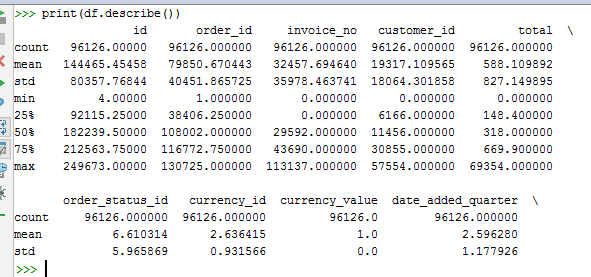 >>> print(df.describe())
                 id       order_id     invoice_no    customer_id          total  \
count   96126.00000   96126.000000   96126.000000   96126.000000   96126.000000
mean   144465.45458   79850.670443   32457.694640   19317.109565     588.109892
std     80357.76844   40451.865725   35978.463741   18064.301858     827.149895
min         4.00000       1.000000       0.000000       0.000000       0.000000
25%     92115.25000   38406.250000       0.000000    6166.000000     148.400000
50%    182239.50000  108002.000000   29592.000000   11456.000000     318.000000
75%    212563.75000  116772.750000   43690.000000   30855.000000     669.900000
max    249673.00000  130725.000000  113137.000000   57554.000000   69354.000000
       order_status_id   currency_id  currency_value  date_added_quarter  \
count     96126.000000  96126.000000         96126.0        96126.000000
mean          6.610314      2.636415             1.0            2.596280
std           5.965869      0.931566             0.0            1.177926
>>>